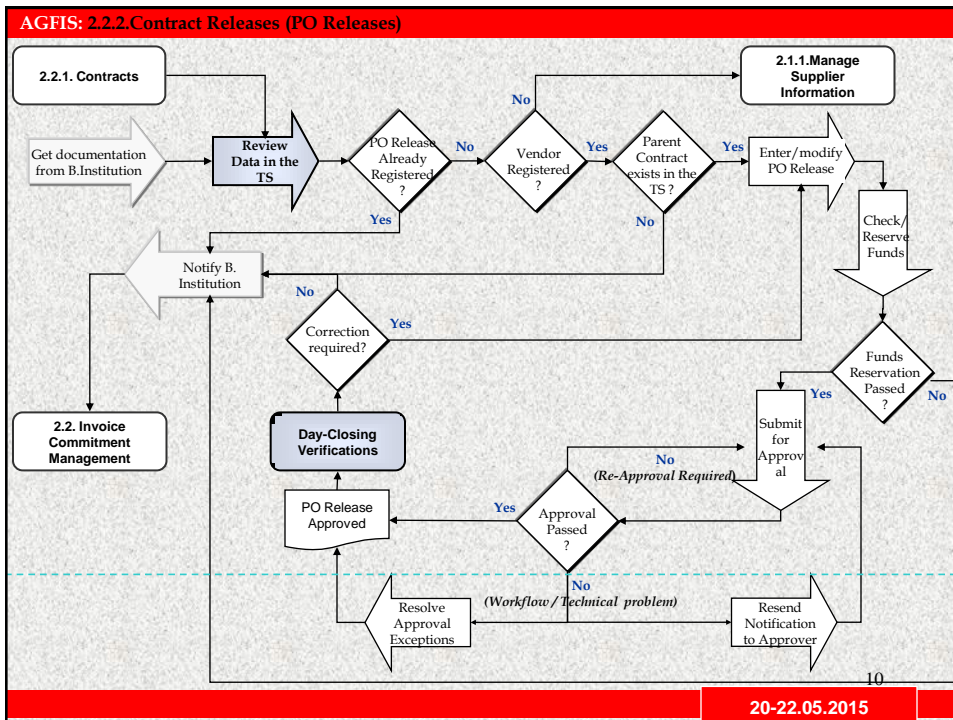 AGFIS: 2.2.2.Contract Releases (PO Releases)
2.2.1. Contracts
2.1.1.Manage
Supplier
Information
No
Get documentation
from B.Institution
Review
Data in the
TS
PO Release
Already
Registered
?
No
Vendor
Registered
?
Yes
Parent
Contract
exists in the
TS ?
Yes
Enter/modify
PO Release
Yes
No
Check/
Reserve
Funds
Notify B.
Institution
No
Correction
required?
Yes
Funds
Reservation
Passed
?
Yes
No
2.2. Invoice
Commitment
Management
Day-Closing
Verifications
Submit
for
Approv
al
No
(Re-Approval Required)
PO Release
Approved
Yes
Approval
Passed
?
No
(Workflow / Technical problem)
Resolve
Approval
Exceptions
Resend
Notification
to Approver
10
20-22.05.2015